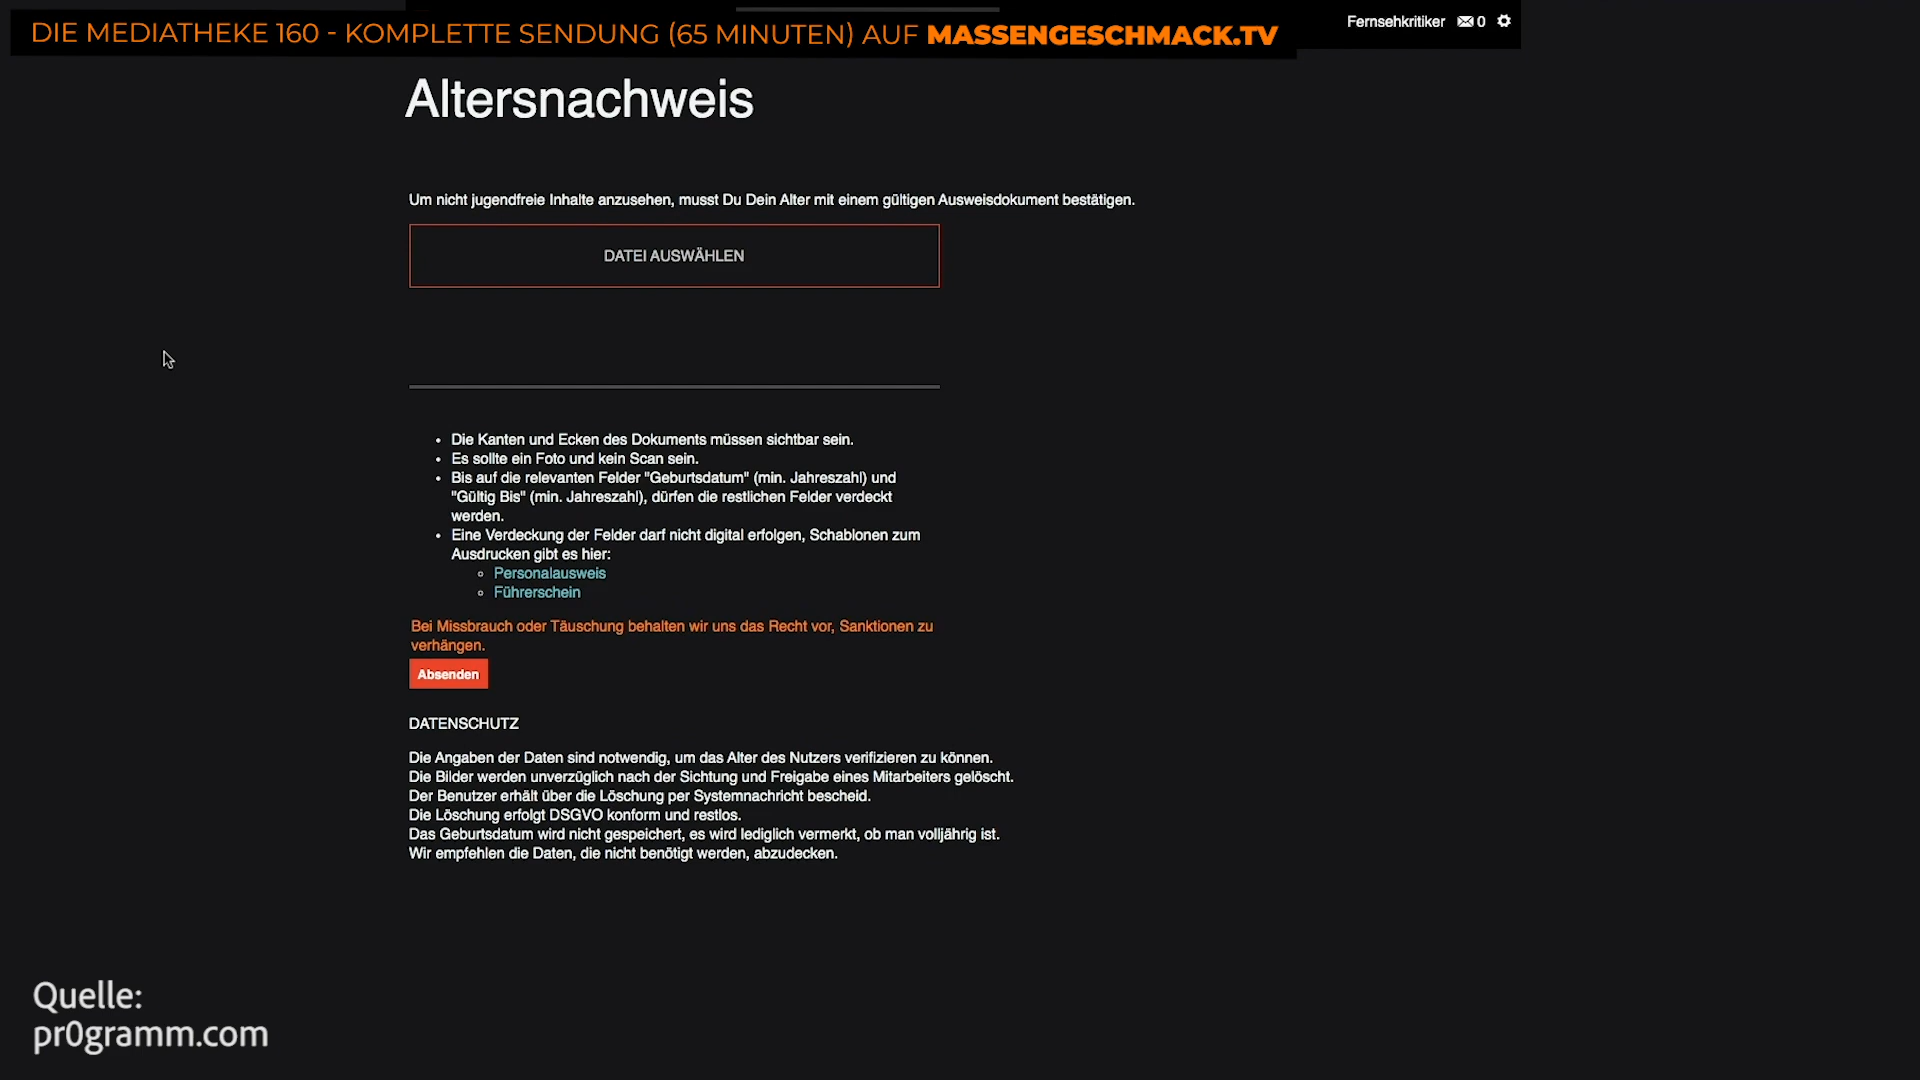 DIE MEDIATHEKE 160 - KOMPLETTE SENDUNG (65 MINUTEN) AUF MASSENGESCHMACK.TV
Fernsehkritiker 0
Altersnachweis
Um nicht jugendfreie Inhalte anzusehen, musst Du Dein Alter mit einem gültigen Ausweisdokument bestätigen.
DATEI AUSWÄHLEN
• Die Kanten und Ecken des Dokuments müssen sichtbar sein.
• Es sollte ein Foto und kein Scan sein.
• Bis auf die relevanten Felder "Geburtsdatum" (min. Jahreszahl) und
"Gültig Bis" (min. Jahreszahl), dürfen die restlichen Felder verdeckt
werden.
• Eine Verdeckung der Felder darf nicht digital erfolgen, Schablonen zum
Ausdrucken gibt es hier:
◦ Personalausweis
◦ Führerschein
Bei Missbrauch oder Täuschung behalten wir uns das Recht vor, Sanktionen zu
verhängen.
Absenden
DATENSCHUTZ
Die Angaben der Daten sind notwendig, um das Alter des Nutzers verifizieren zu können.
Die Bilder werden unverzüglich nach der Sichtung und Freigabe eines Mitarbeiters gelöscht.
Der Benutzer erhält über die Löschung per Systemnachricht bescheid.
Die Löschung erfolgt DSGVO konform und restlos.
Das Geburtsdatum wird nicht gespeichert, es wird lediglich vermerkt, ob man volljährig ist.
Wir empfehlen die Daten, die nicht benötigt werden, abzudecken.
Quelle:
pr0gramm.com